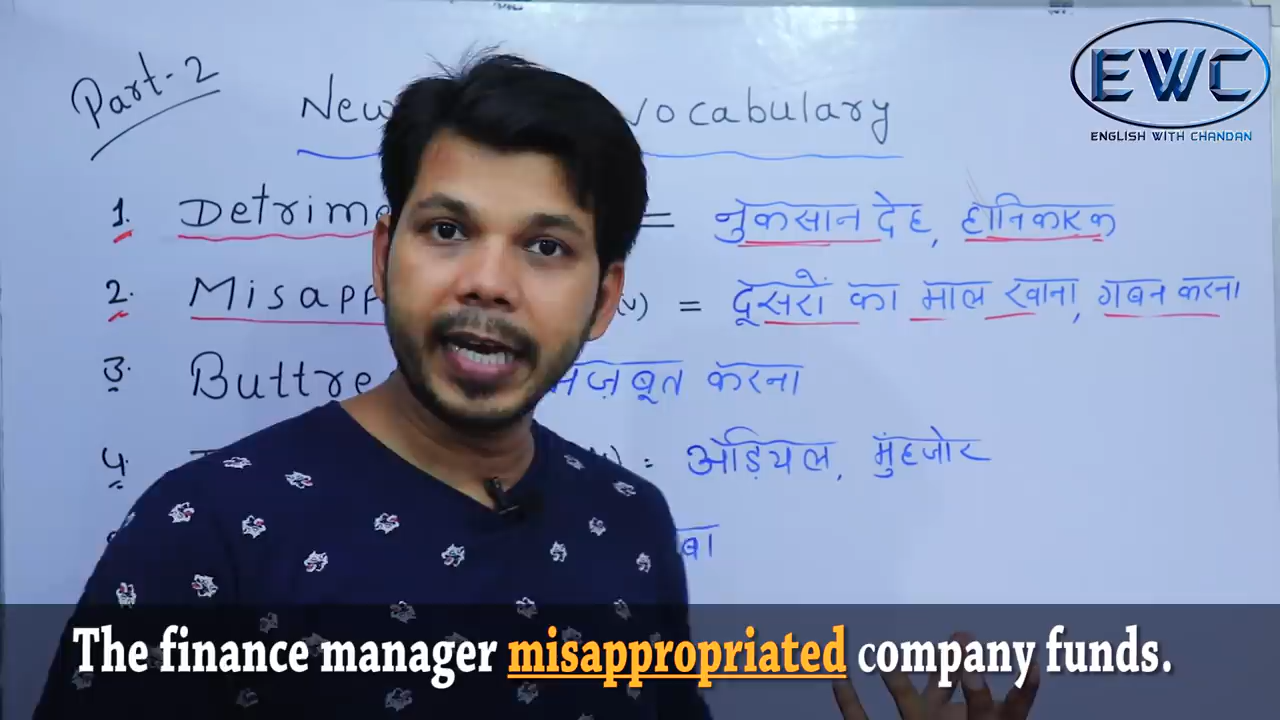 Part-2
New vocabulary
EWC
ENGLISH WITH CHANDAN
1. Detrime = नुकसान देह, हानिकारक
2. Misapp (v) = दूसरों का माल खाना, गबन करना
3. Buttre मज़बूत करना
4. = अड़ियल, मुंहजोर
The finance manager misappropriated company funds.